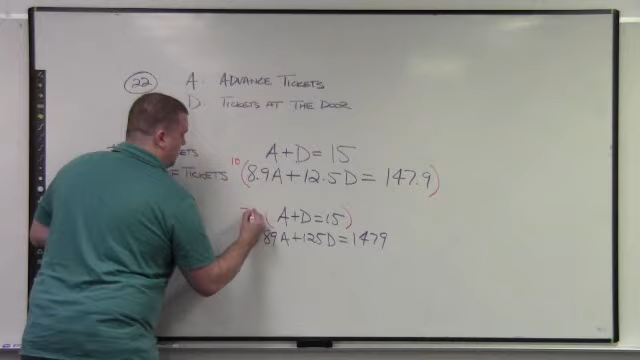 22 A. ADVANCE TICKETS
D. TICKETS AT THE DOOR
A+D=15
= TICKETS 10 (8.9A+12.5D=147.9)
( A+D=15)
89A+125D=1479